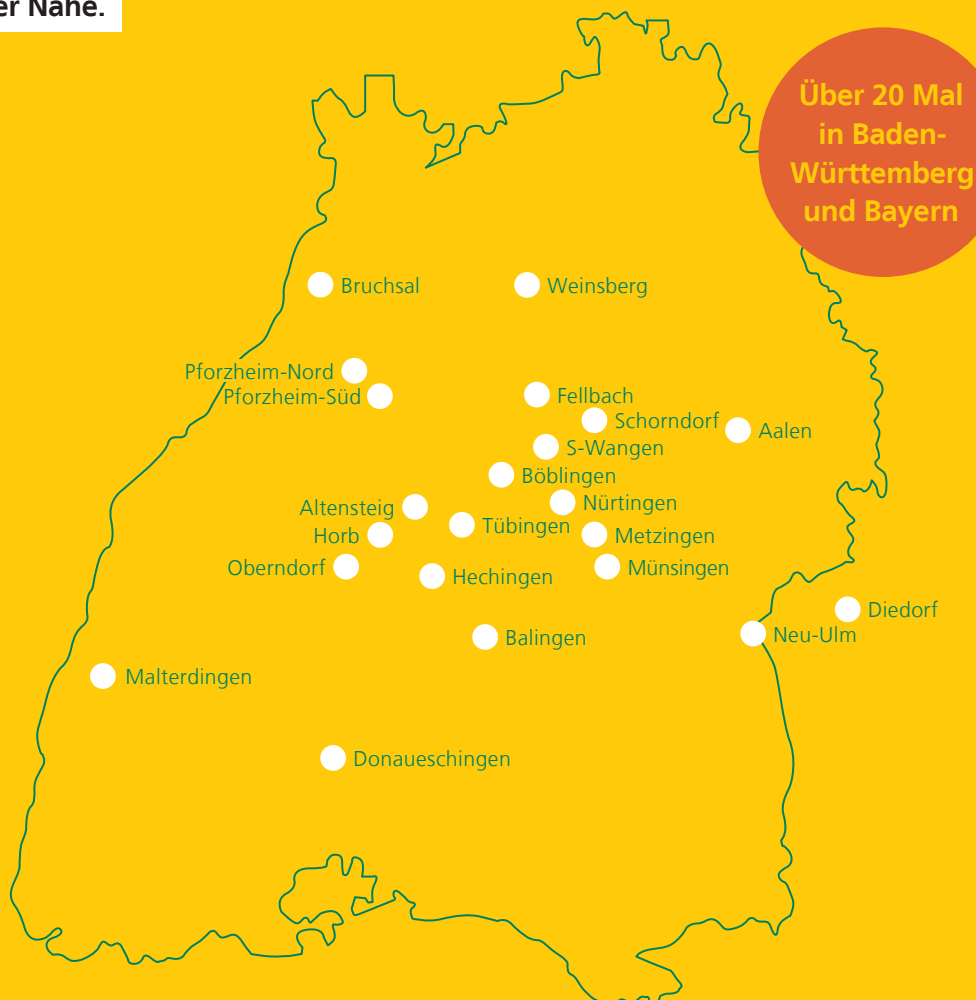 er Nähe.
Über 20 Mal
in Baden-
Württemberg
und Bayern
Bruchsal
Weinsberg
Pforzheim-Nord
Pforzheim-Süd
Fellbach
Schorndorf
Aalen
S-Wangen
Böblingen
Nürtingen
Altensteig
Tübingen
Horb
Metzingen
Oberndorf
Münsingen
Hechingen
Diedorf
Neu-Ulm
Balingen
Malterdingen
Donaueschingen